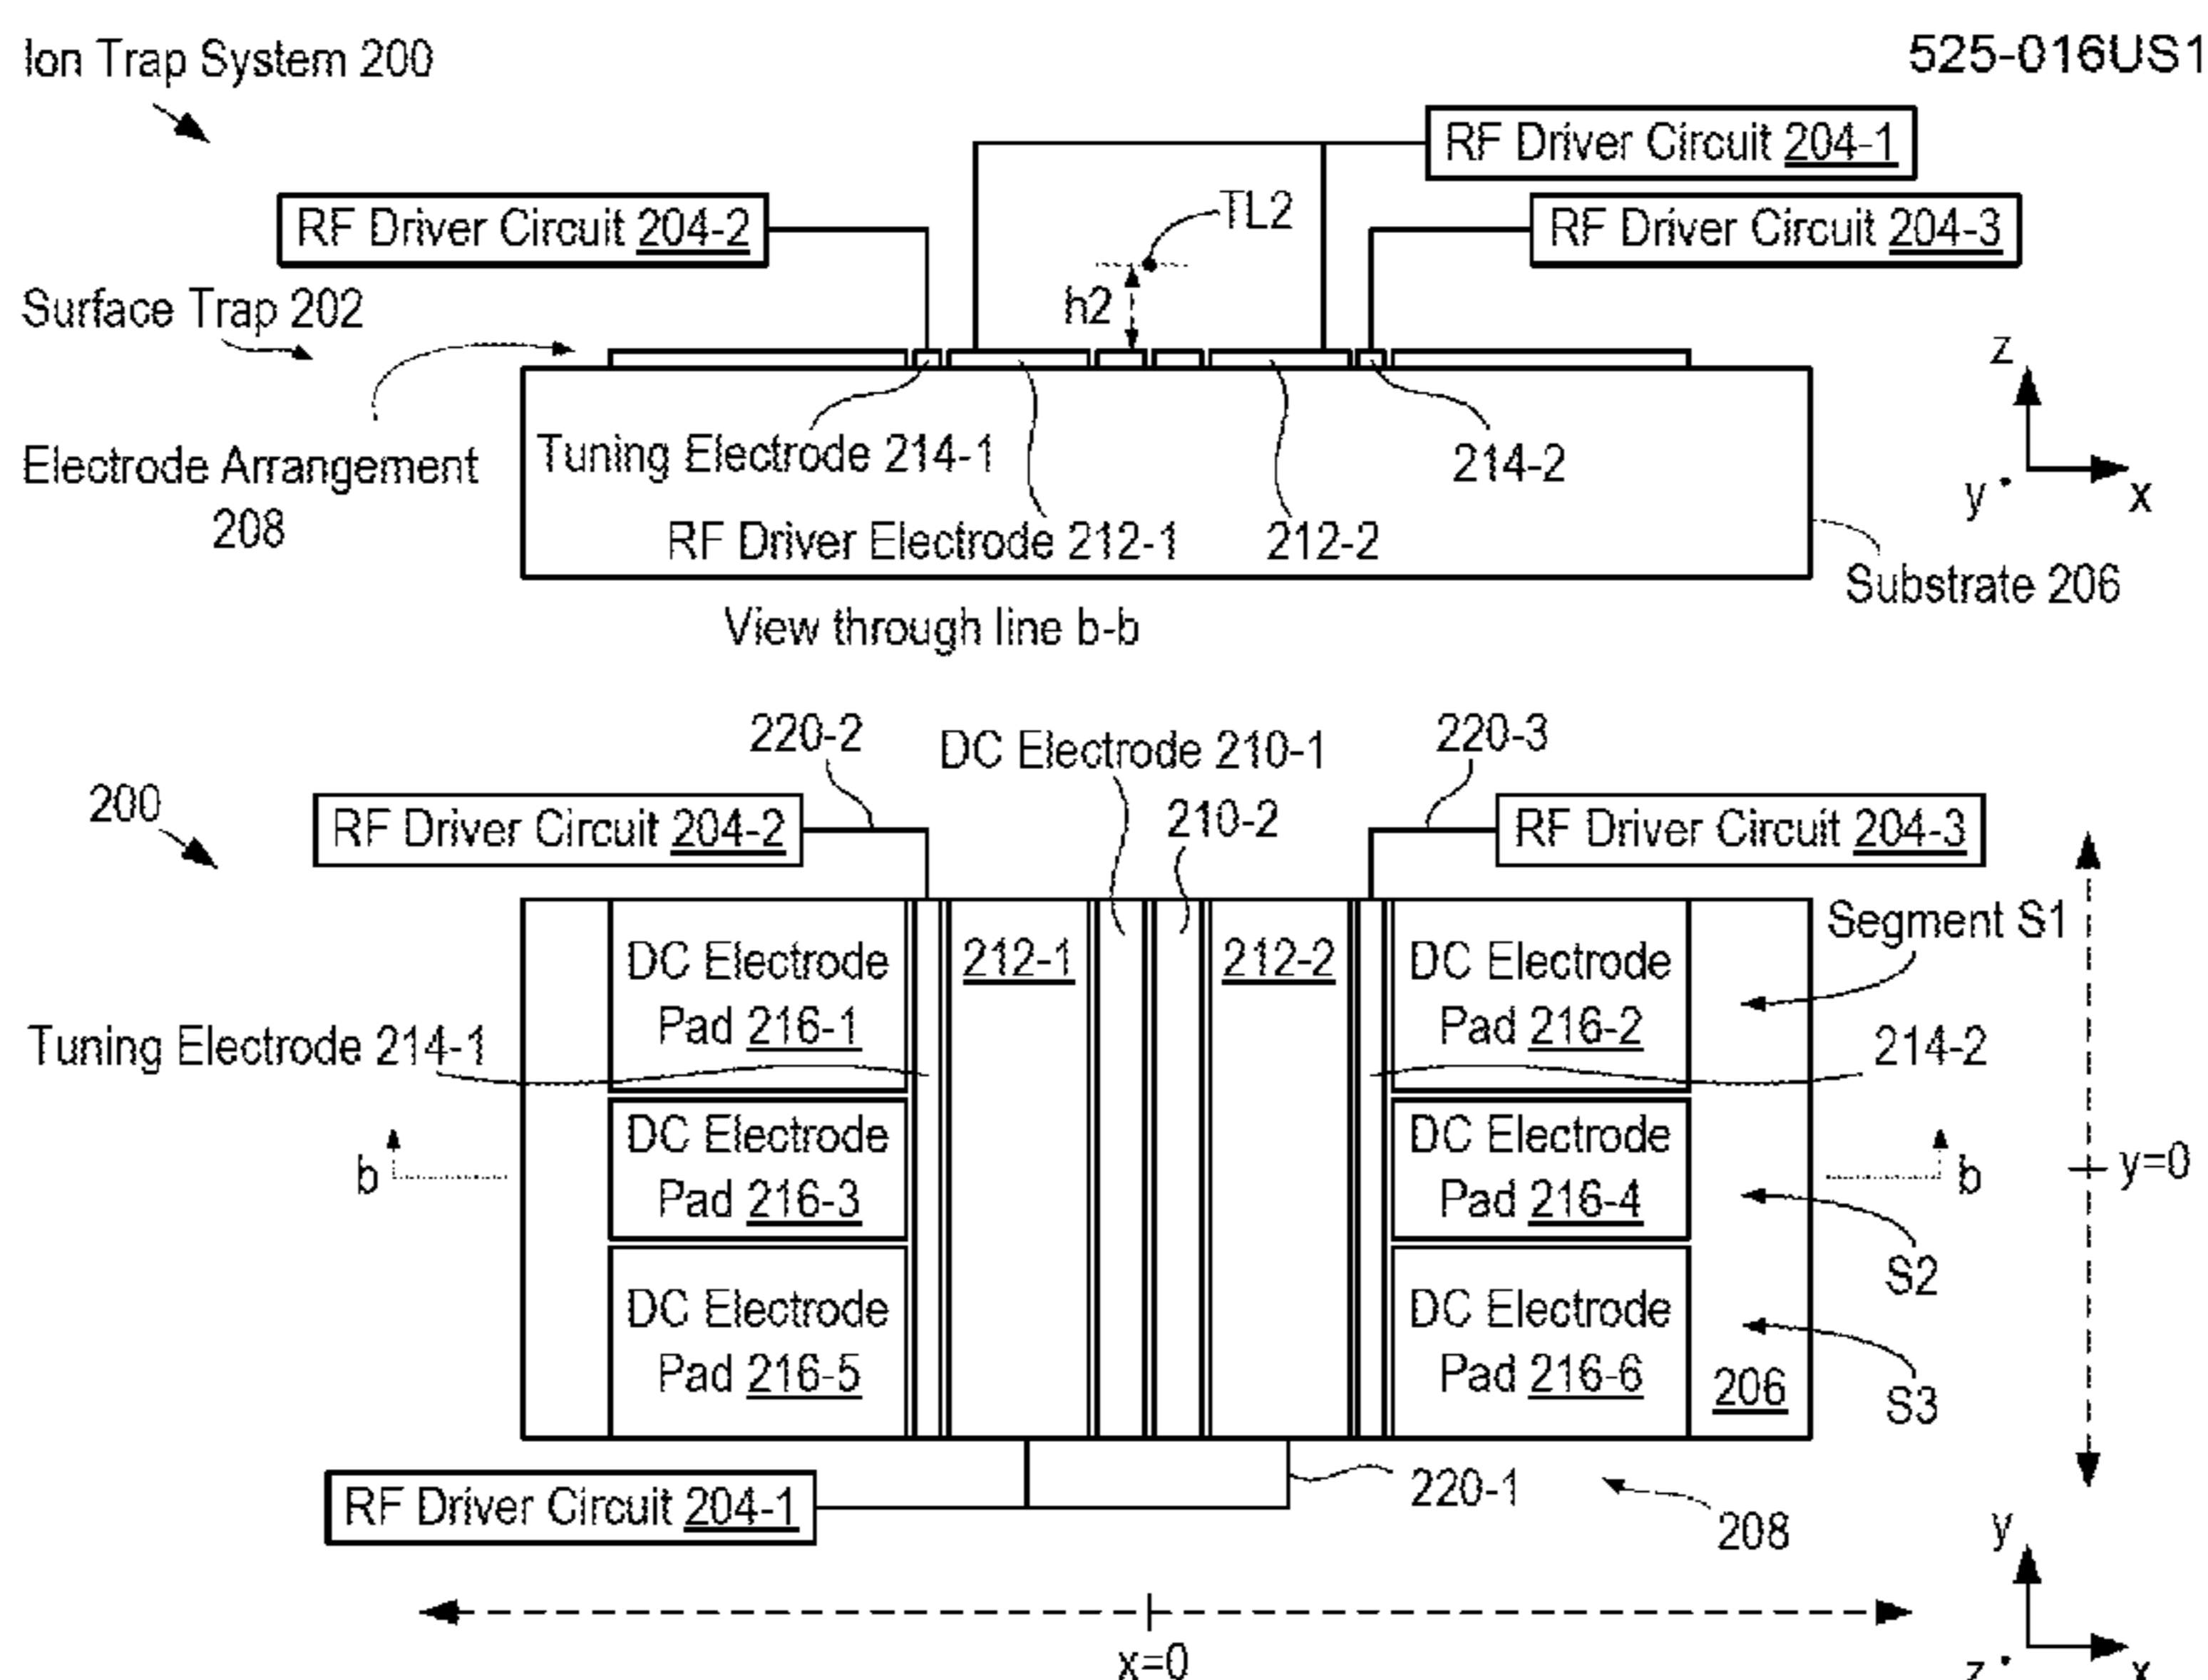 Ion Trap System 200
525-016US1
RF Driver Circuit 204-1
RF Driver Circuit 204-2
TL2
RF Driver Circuit 204-3
Surface Trap 202
h2
z
Tuning Electrode 214-1
214-2
Electrode Arrangement
208
y
x
RF Driver Electrode 212-1
212-2
Substrate 206
View through line b-b
220-2
DC Electrode 210-1
220-3
200
RF Driver Circuit 204-2
210-2
RF Driver Circuit 204-3
Segment S1
DC Electrode
Pad 216-1
212-1
212-2
DC Electrode
Pad 216-2
Tuning Electrode 214-1
214-2
b
DC Electrode
Pad 216-3
DC Electrode
Pad 216-4
b
y=0
S2
DC Electrode
Pad 216-5
DC Electrode
Pad 216-6
206
S3
RF Driver Circuit 204-1
220-1
208
y
x=0
z
x